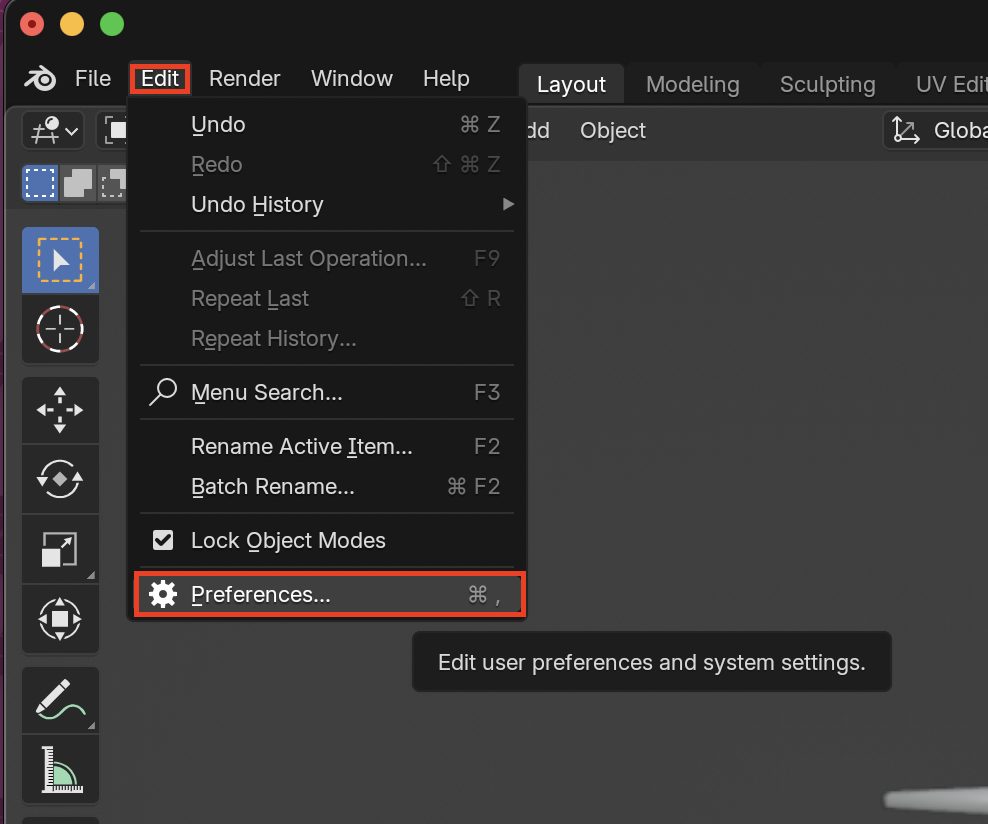 File Edit Render Window Help Layout Modeling Sculpting UV Edit
Object
Undo ⌘ Z
Redo ⇧ ⌘ Z
Undo History
Adjust Last Operation... F9
Repeat Last ⇧ R
Repeat History...
Menu Search... F3
Rename Active Item... F2
Batch Rename... ⌘ F2
Lock Object Modes
Preferences... ⌘ ,
Edit user preferences and system settings.